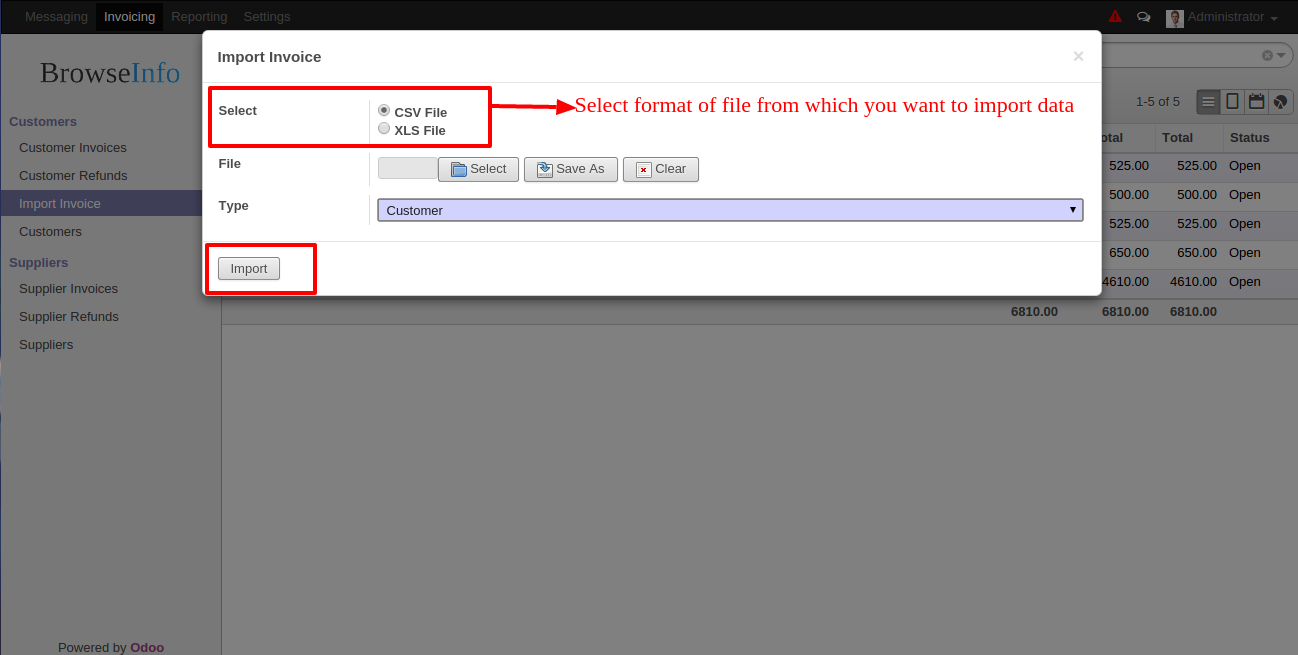 Messaging Invoicing Reporting Settings Administrator
BrowseInfo
Customers
Customer Invoices
Customer Refunds
Import Invoice
Customers
Suppliers
Supplier Invoices
Supplier Refunds
Suppliers
Powered by Odoo
Import Invoice ×
Select
CSV File
XLS File
Select format of file from which you want to import data
File Select Save As Clear
Type Customer
Import
1-5 of 5
Total Status
525.00 525.00 Open
500.00 500.00 Open
525.00 525.00 Open
650.00 650.00 Open
4610.00 4610.00 Open
6810.00 6810.00 6810.00